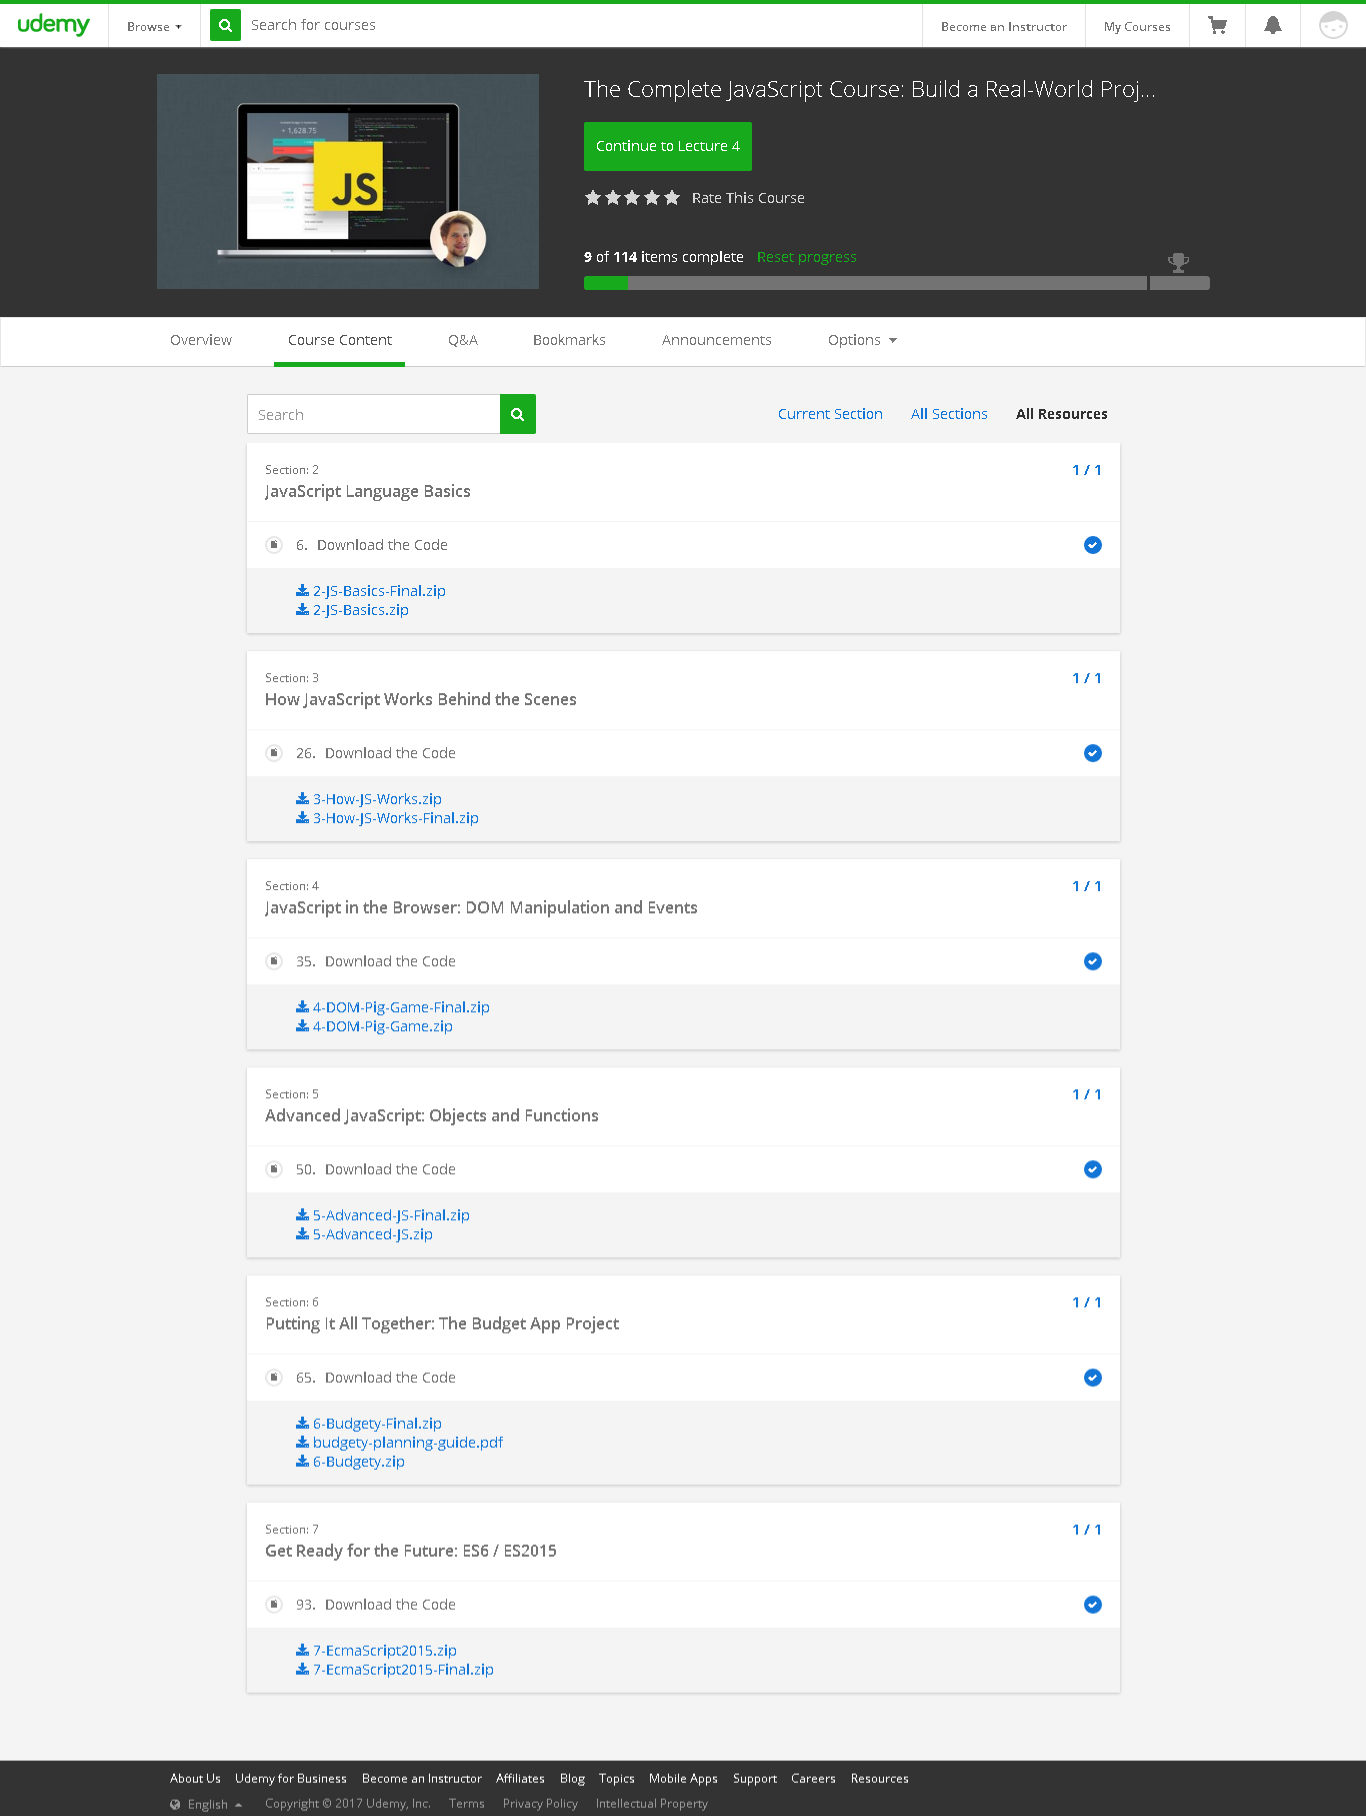 udemy
Browse
Search for courses
Become an Instructor
My Courses
+ 1,628.75
JS
The Complete JavaScript Course: Build a Real-World Proj...
Continue to Lecture 4
Rate This Course
9 of 114 items complete Reset progress
Overview
Course Content
Q&A
Bookmarks
Announcements
Options
Search
Current Section
All Sections
All Resources
Section: 2
1 / 1
JavaScript Language Basics
6. Download the Code
2-JS-Basics-Final.zip
2-JS-Basics.zip
Section: 3
1 / 1
How JavaScript Works Behind the Scenes
26. Download the Code
3-How-JS-Works.zip
3-How-JS-Works-Final.zip
Section: 4
1 / 1
JavaScript in the Browser: DOM Manipulation and Events
35. Download the Code
4-DOM-Pig-Game-Final.zip
4-DOM-Pig-Game.zip
Section: 5
1 / 1
Advanced JavaScript: Objects and Functions
50. Download the Code
5-Advanced-JS-Final.zip
5-Advanced-JS.zip
Section: 6
1 / 1
Putting It All Together: The Budget App Project
65. Download the Code
6-Budgety-Final.zip
budgety-planning-guide.pdf
6-Budgety.zip
Section: 7
1 / 1
Get Ready for the Future: ES6 / ES2015
93. Download the Code
7-EcmaScript2015.zip
7-EcmaScript2015-Final.zip
About Us Udemy for Business Become an Instructor Affiliates Blog Topics Mobile Apps Support Careers Resources
English Copyright © 2017 Udemy, Inc. Terms Privacy Policy Intellectual Property